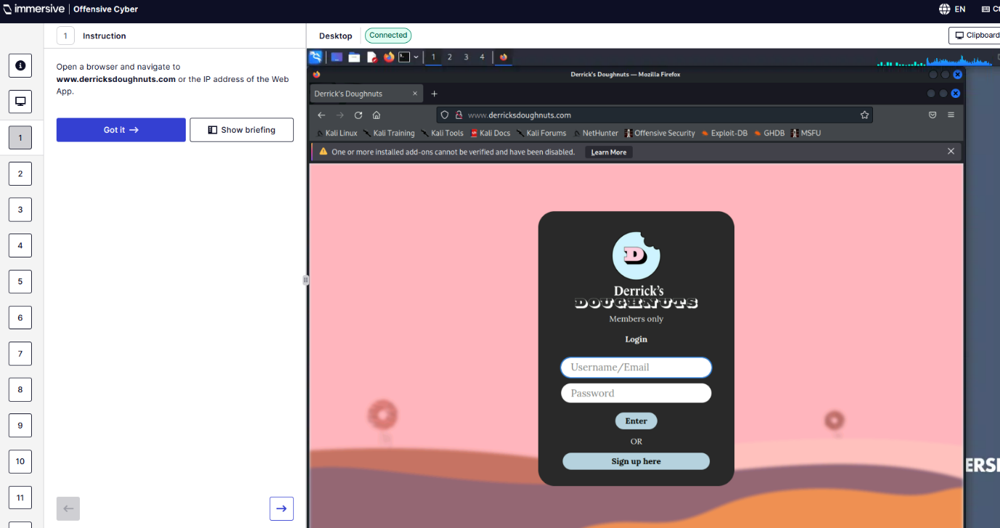 immersive | Offensive Cyber
EN
1 Instruction
Open a browser and navigate to
www.derricksdoughnuts.com or the IP address of the Web
App.
Got it →
Show briefing
1
2
3
4
5
6
7
8
9
10
11
Desktop
Connected
Clipboard
1 2 3 4
Derrick's Doughnuts — Mozilla Firefox
Derrick's Doughnuts
www.derricksdoughnuts.com
Kali Linux Kali Training Kali Tools Kali Docs Kali Forums NetHunter Offensive Security Exploit-DB GHDB MSFU
One or more installed add-ons cannot be verified and have been disabled. Learn More
D
Derrick's
DOUGHNUTS
Members only
Login
Username/Email
Password
Enter
OR
Sign up here
ERSI